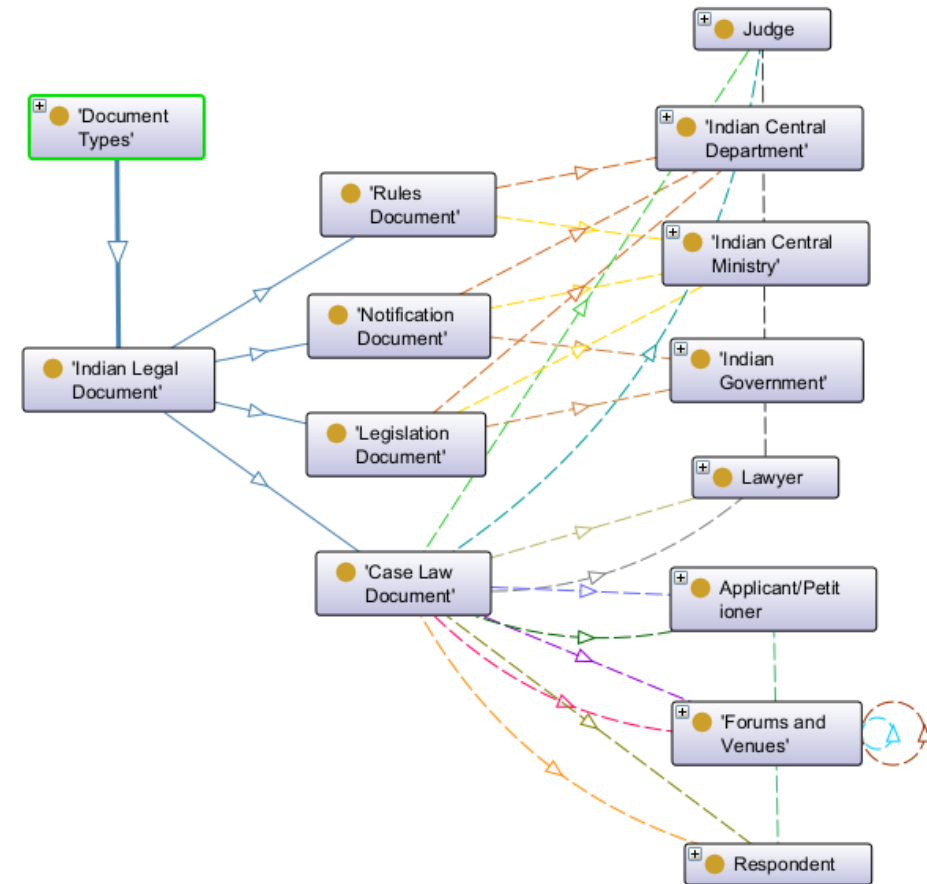 Judge
'Document
Types'
'Indian Central
Department'
'Rules
Document'
'Indian Central
Ministry'
'Notification
Document'
'Indian Legal
Document'
'Indian
Government'
'Legislation
Document'
Lawyer
'Case Law
Document'
Applicant/Petit
ioner
'Forums and
Venues'
Respondent